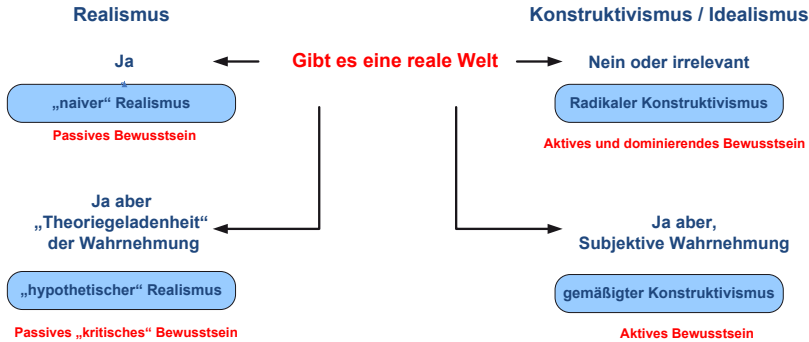 Realismus
Konstruktivismus / Idealismus
Ja
Gibt es eine reale Welt
Nein oder irrelevant
„naiver“ Realismus
Radikaler Konstruktivismus
Passives Bewusstsein
Aktives und dominierendes Bewusstsein
Ja aber
„Theoriegeladenheit“
der Wahrnehmung
Ja aber,
Subjektive Wahrnehmung
„hypothetischer“ Realismus
gemäßigter Konstruktivismus
Passives „kritisches“ Bewusstsein
Aktives Bewusstsein